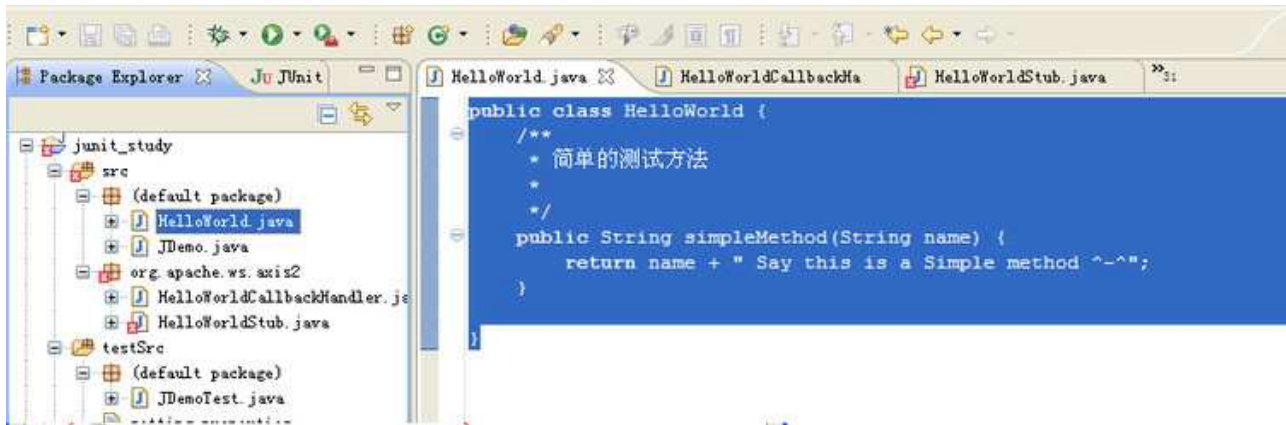 Package Explorer
JUnit
HelloWorld.java
HelloWorldCallbackHa
HelloWorldStub.java
junit_study
src
(default package)
HelloWorld.java
JDemo.java
org.apache.ws.axis2
HelloWorldCallbackHandler.ja
HelloWorldStub.java
testSrc
(default package)
JDemoTest.java
public class HelloWorld {
/**
* 简单的测试方法
*
*/
public String simpleMethod(String name) {
return name + " Say this is a Simple method ^-^";
}
}